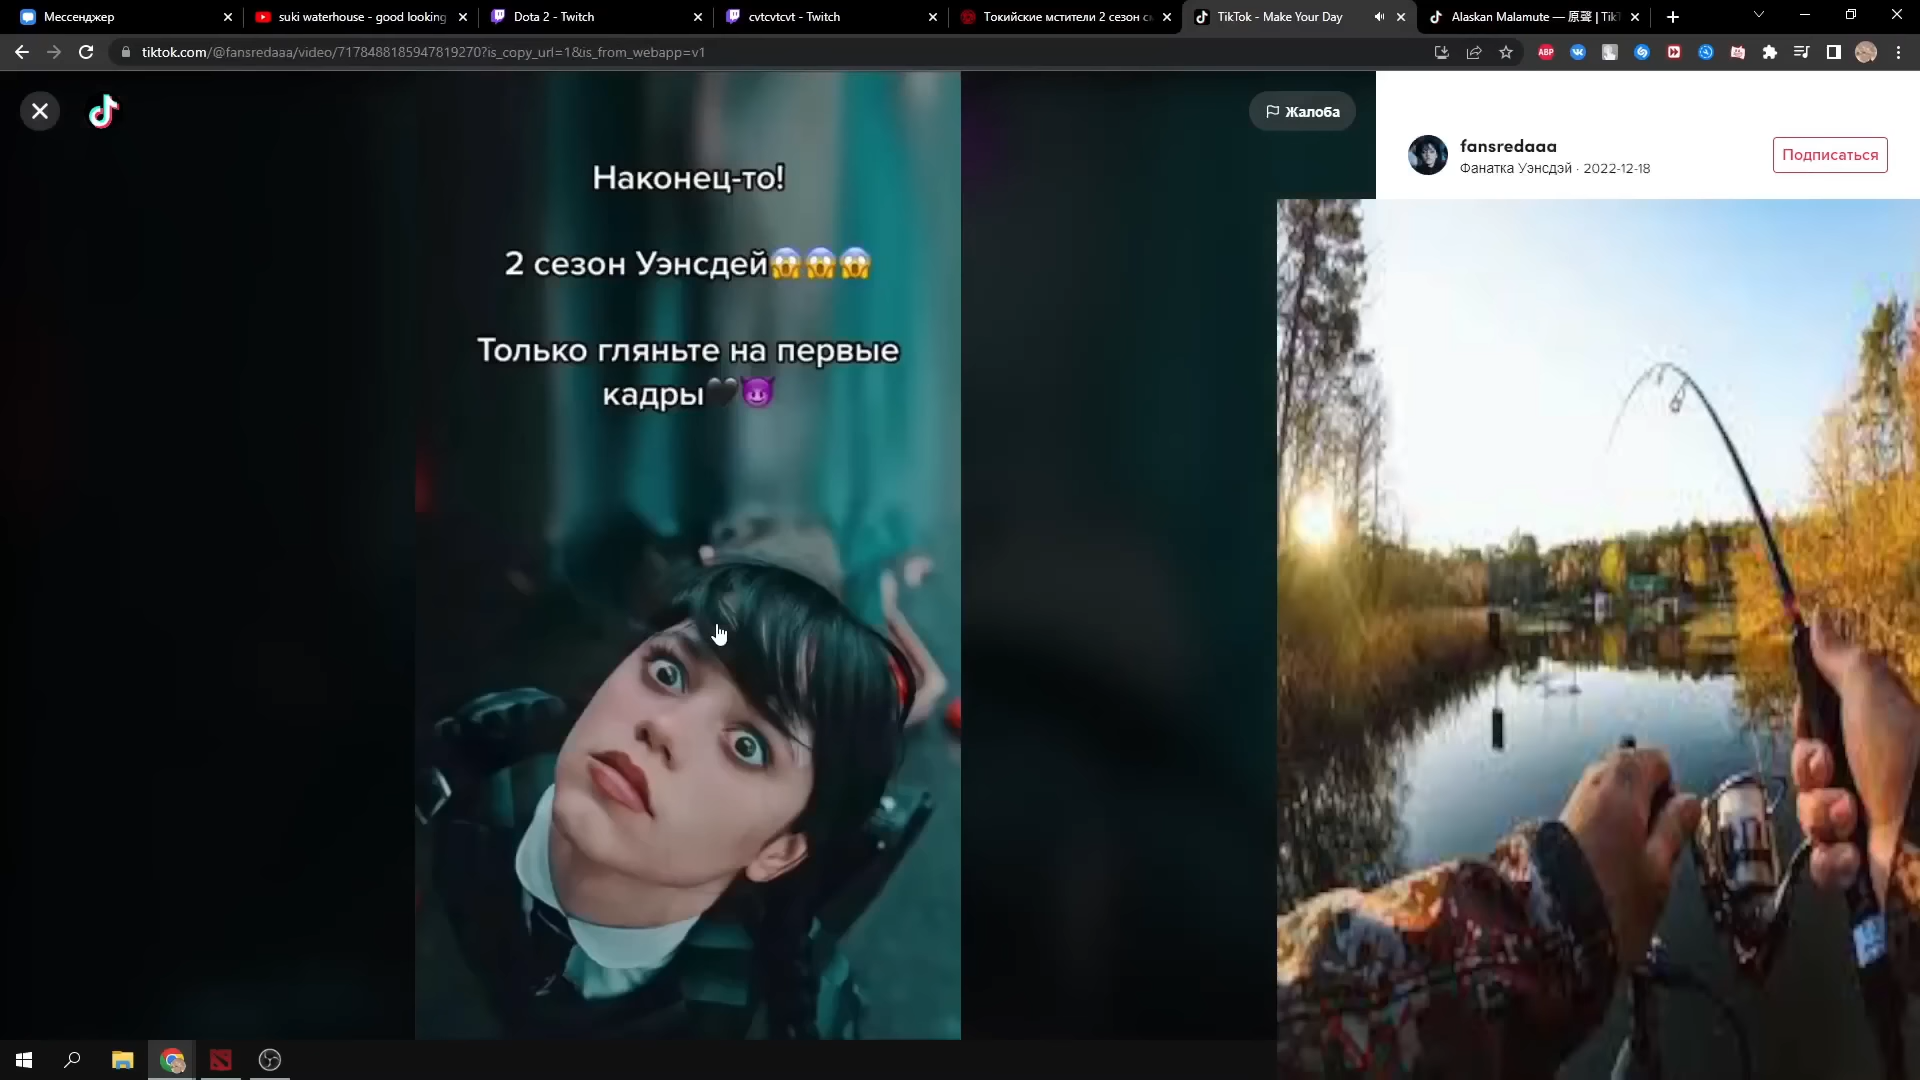 Мессенджер
suki waterhouse - good looking
Dota 2 - Twitch
cvtcvtcvt - Twitch
Токийские мстители 2 сезон
TikTok - Make Your Day
Alaskan Malamute — 原聲 | Tik
tiktok.com/@fansredaaa/video/7178488185947819270?is_copy_url=1&is_from_webapp=v1
ABP
Жалоба
fansredaaa
Фанатка Уэнсдэй · 2022-12-18
Подписаться
Наконец-то!
2 сезон Уэнсдей😱😱😱
Только гляньте на первые
кадры🖤😈